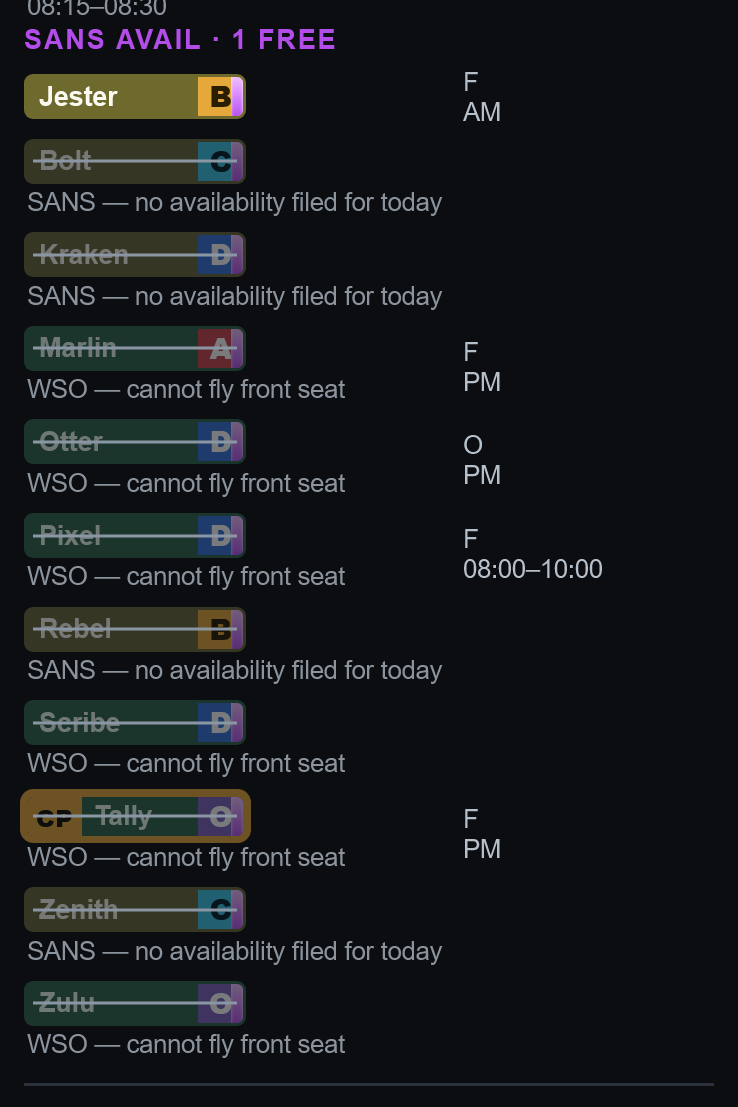 08:15–08:30
SANS AVAIL · 1 FREE
Jester B F
AM
Bolt C
SANS — no availability filed for today
Kraken D
SANS — no availability filed for today
Marlin A F
PM
WSO — cannot fly front seat
Otter D O
PM
WSO — cannot fly front seat
Pixel D F
08:00–10:00
WSO — cannot fly front seat
Rebel B
SANS — no availability filed for today
Scribe D
WSO — cannot fly front seat
CP Tally O F
PM
WSO — cannot fly front seat
Zenith C
SANS — no availability filed for today
Zulu O
WSO — cannot fly front seat